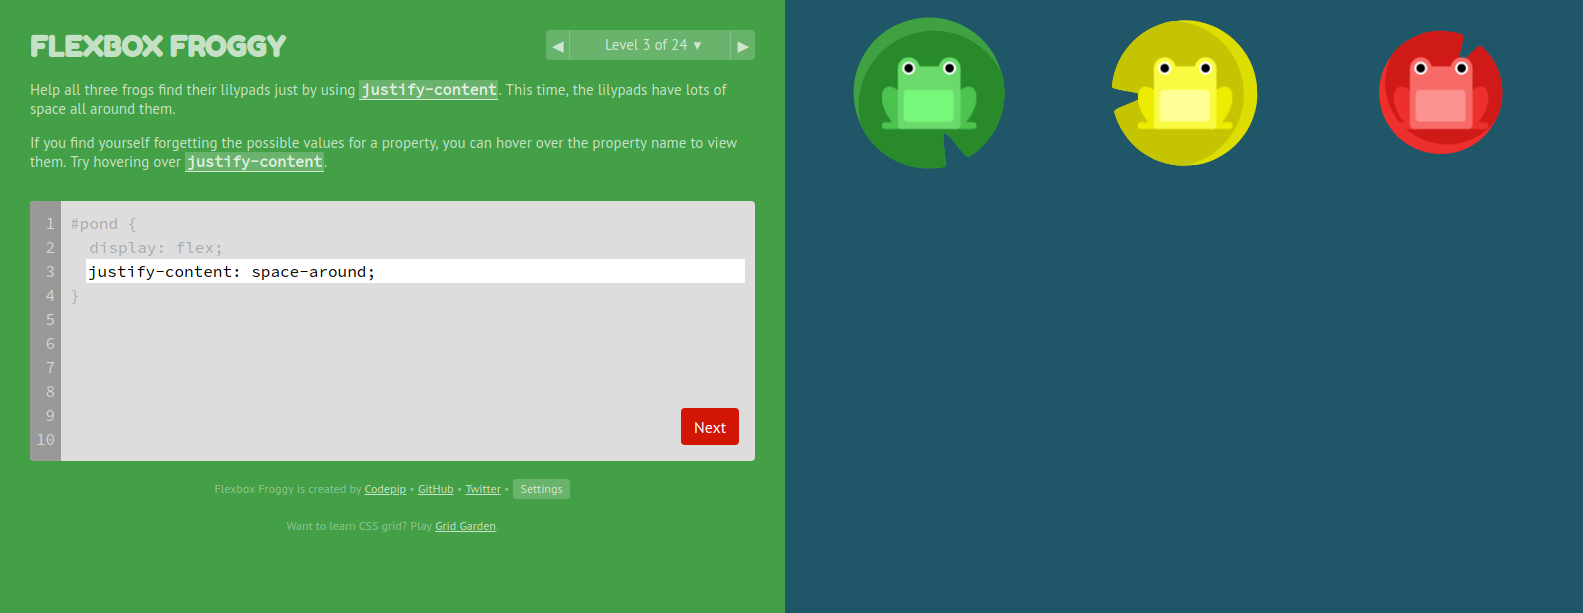 FLEXBOX FROGGY
◀ Level 3 of 24 ▼ ▶
Help all three frogs find their lilypads just by using justify-content. This time, the lilypads have lots of
space all around them.
If you find yourself forgetting the possible values for a property, you can hover over the property name to view
them. Try hovering over justify-content.
1 #pond {
2 display: flex;
3 justify-content: space-around;
4 }
5
6
7
8
9
10
Next
Flexbox Froggy is created by Codepip • GitHub • Twitter • Settings
Want to learn CSS grid? Play Grid Garden.